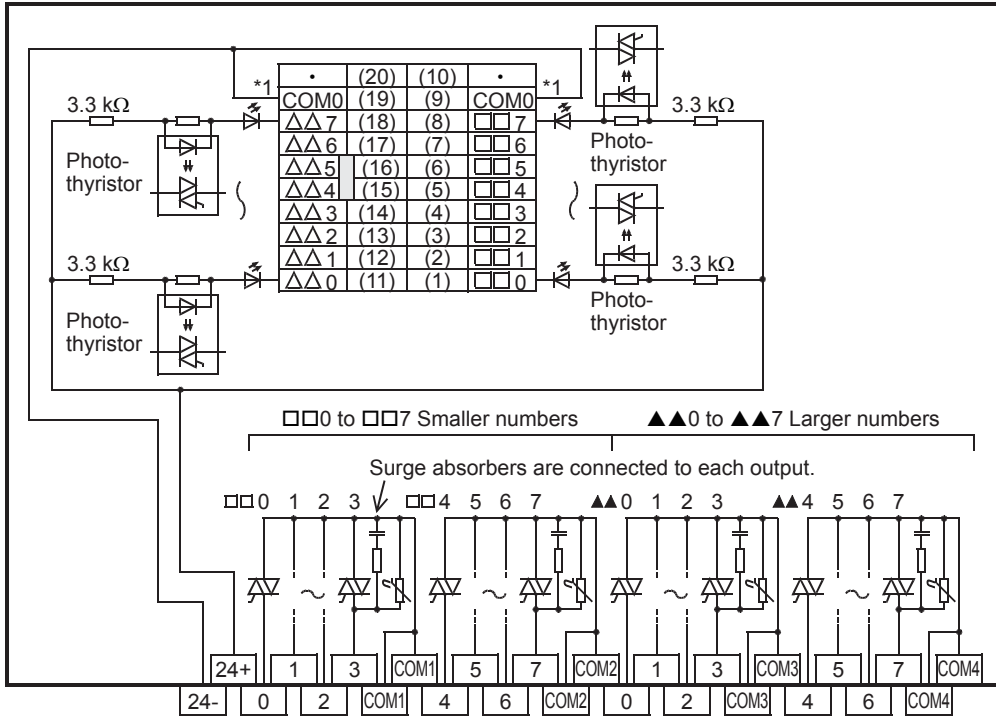 • (20) (10) •
*1 COM0 (19) (9) COM0 *1
3.3 kΩ △△7 (18) (8) □□7 3.3 kΩ
△△6 (17) (7) □□6
Photo-
thyristor
Photo-
thyristor
△△5 (16) (6) □□5
△△4 (15) (5) □□4
△△3 (14) (4) □□3
△△2 (13) (3) □□2
△△1 (12) (2) □□1
3.3 kΩ △△0 (11) (1) □□0 3.3 kΩ
Photo-
thyristor
Photo-
thyristor
□□0 to □□7 Smaller numbers ▲▲0 to ▲▲7 Larger numbers
Surge absorbers are connected to each output.
□□0 1 2 3 □□4 5 6 7 ▲▲0 1 2 3 ▲▲4 5 6 7
24+ 1 3 COM1 5 7 COM2 1 3 COM3 5 7 COM4
24- 0 2 COM1 4 6 COM2 0 2 COM3 4 6 COM4